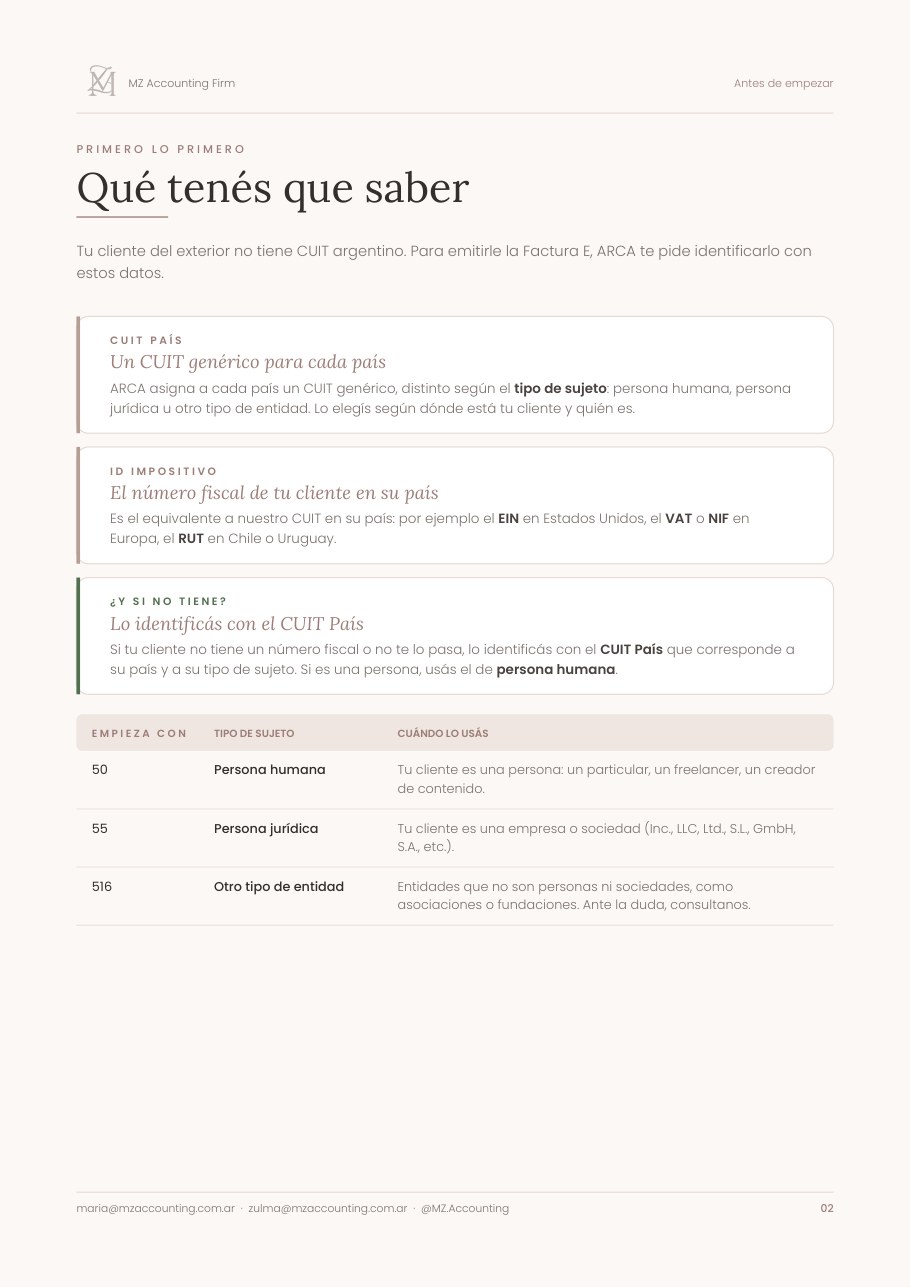 MZ Accounting Firm
Antes de empezar
PRIMERO LO PRIMERO
Qué tenés que saber
Tu cliente del exterior no tiene CUIT argentino. Para emitirle la Factura E, ARCA te pide identificarlo con
estos datos.
CUIT PAÍS
Un CUIT genérico para cada país
ARCA asigna a cada país un CUIT genérico, distinto según el tipo de sujeto: persona humana, persona
jurídica u otro tipo de entidad. Lo elegís según dónde está tu cliente y quién es.
ID IMPOSITIVO
El número fiscal de tu cliente en su país
Es el equivalente a nuestro CUIT en su país: por ejemplo el EIN en Estados Unidos, el VAT o NIF en
Europa, el RUT en Chile o Uruguay.
¿Y SI NO TIENE?
Lo identificás con el CUIT País
Si tu cliente no tiene un número fiscal o no te lo pasa, lo identificás con el CUIT País que corresponde a
su país y a su tipo de sujeto. Si es una persona, usás el de persona humana.
EMPIEZA CON TIPO DE SUJETO CUÁNDO LO USÁS
50 Persona humana Tu cliente es una persona: un particular, un freelancer, un creador
de contenido.
55 Persona jurídica Tu cliente es una empresa o sociedad (Inc., LLC, Ltd., S.L., GmbH,
S.A., etc.).
516 Otro tipo de entidad Entidades que no son personas ni sociedades, como
asociaciones o fundaciones. Ante la duda, consultanos.
maria@mzaccounting.com.ar · zulma@mzaccounting.com.ar · @MZ.Accounting
02